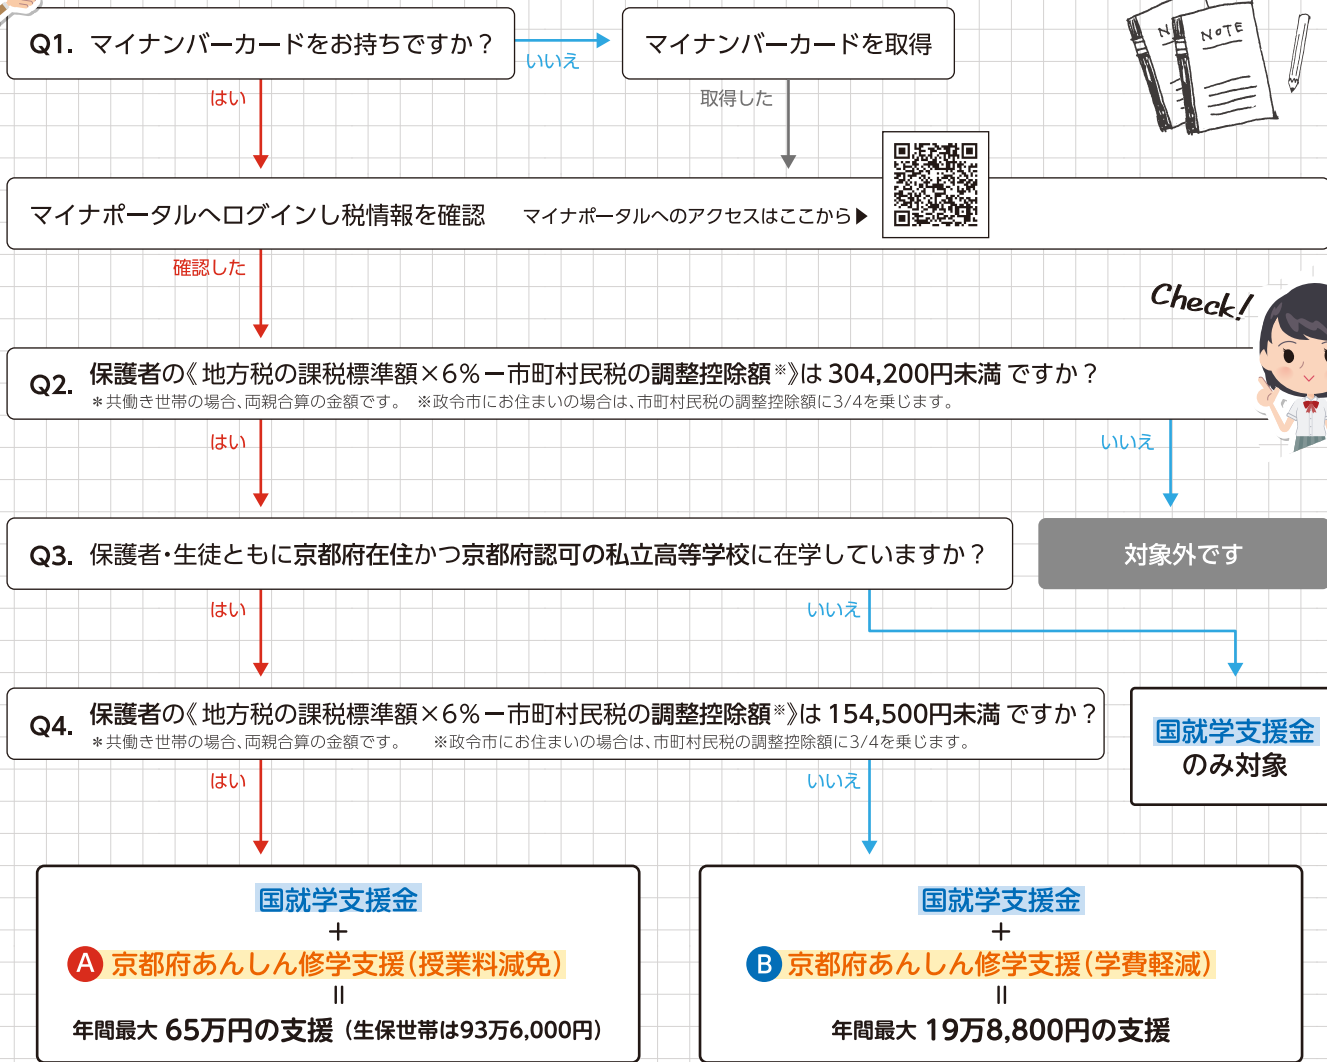 Q1. マイナンバーカードをお持ちですか？
いいえ
マイナンバーカードを取得
はい
取得した
NOTE
マイナポータルへログインし税情報を確認 マイナポータルへのアクセスはここから▶
確認した
Check!
Q2. 保護者の《地方税の課税標準額×6%ー市町村民税の調整控除額※》は 304,200円未満 ですか？
＊共働き世帯の場合、両親合算の金額です。 ※政令市にお住まいの場合は、市町村民税の調整控除額に3/4を乗じます。
はい
いいえ
Q3. 保護者・生徒ともに京都府在住かつ京都府認可の私立高等学校に在学していますか？
対象外です
はい
いいえ
Q4. 保護者の《地方税の課税標準額×6%ー市町村民税の調整控除額※》は 154,500円未満 ですか？
＊共働き世帯の場合、両親合算の金額です。 ※政令市にお住まいの場合は、市町村民税の調整控除額に3/4を乗じます。
国就学支援金
のみ対象
はい
いいえ
国就学支援金
＋
A 京都府あんしん修学支援（授業料減免）
＝
年間最大 65万円の支援（生保世帯は93万6,000円）
国就学支援金
＋
B 京都府あんしん修学支援（学費軽減）
＝
年間最大 19万8,800円の支援